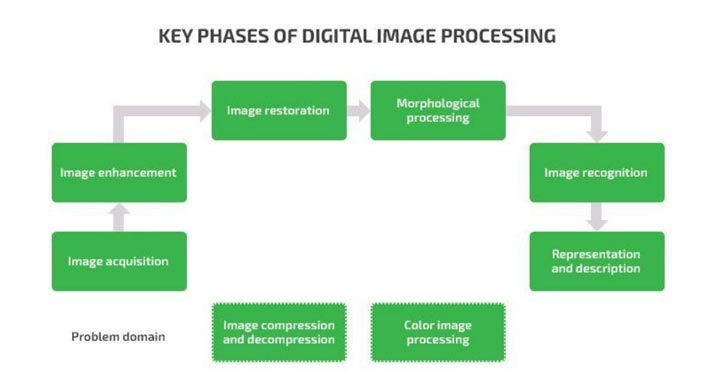 KEY PHASES OF DIGITAL IMAGE PROCESSING
Image restoration
Morphological
processing
Image enhancement
Image recognition
Image acquisition
Representation
and description
Problem domain
Image compression
and decompression
Color image
processing